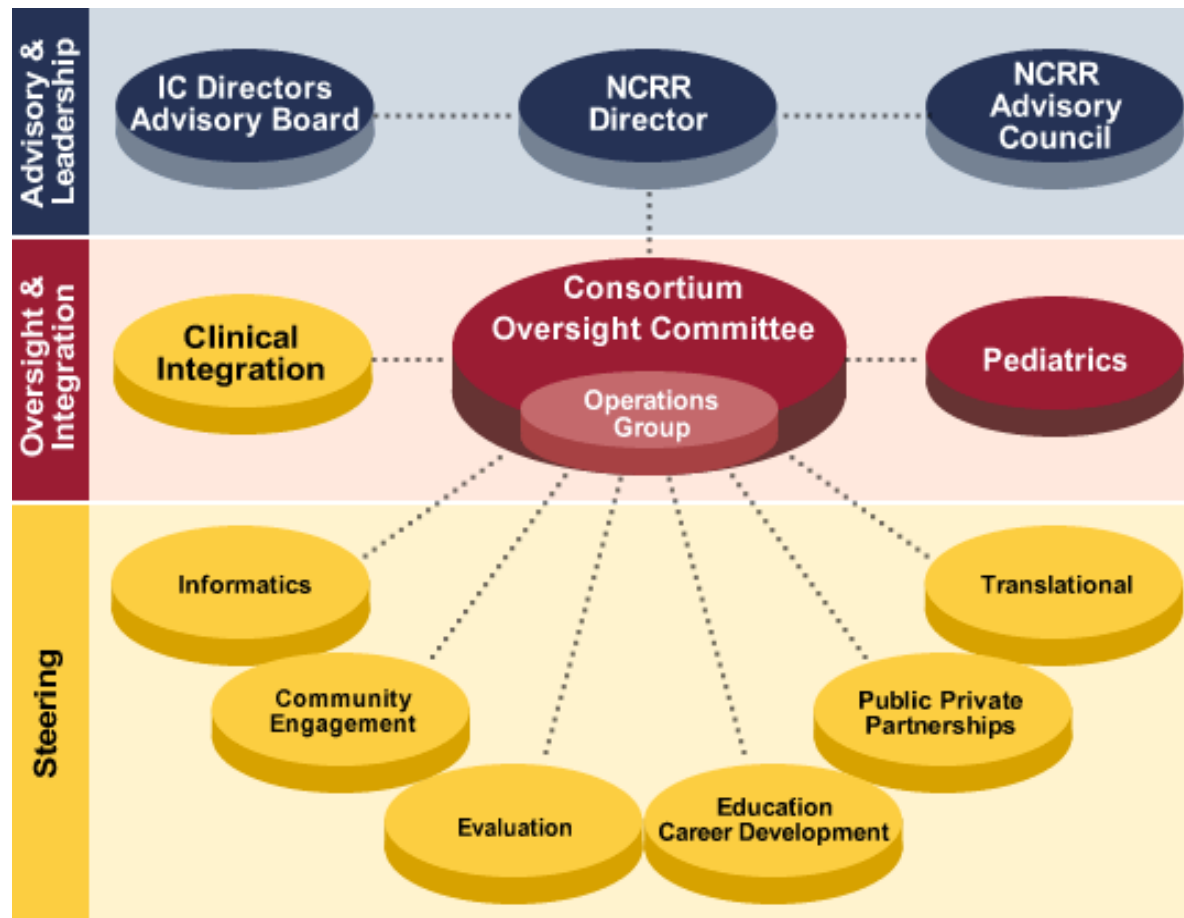 Advisory &
Leadership
IC Directors
Advisory Board
NCRR
Director
NCRR
Advisory
Council
Oversight &
Integration
Clinical
Integration
Consortium
Oversight Committee
Operations
Group
Pediatrics
Steering
Informatics
Translational
Community
Engagement
Public Private
Partnerships
Evaluation
Education
Career Development